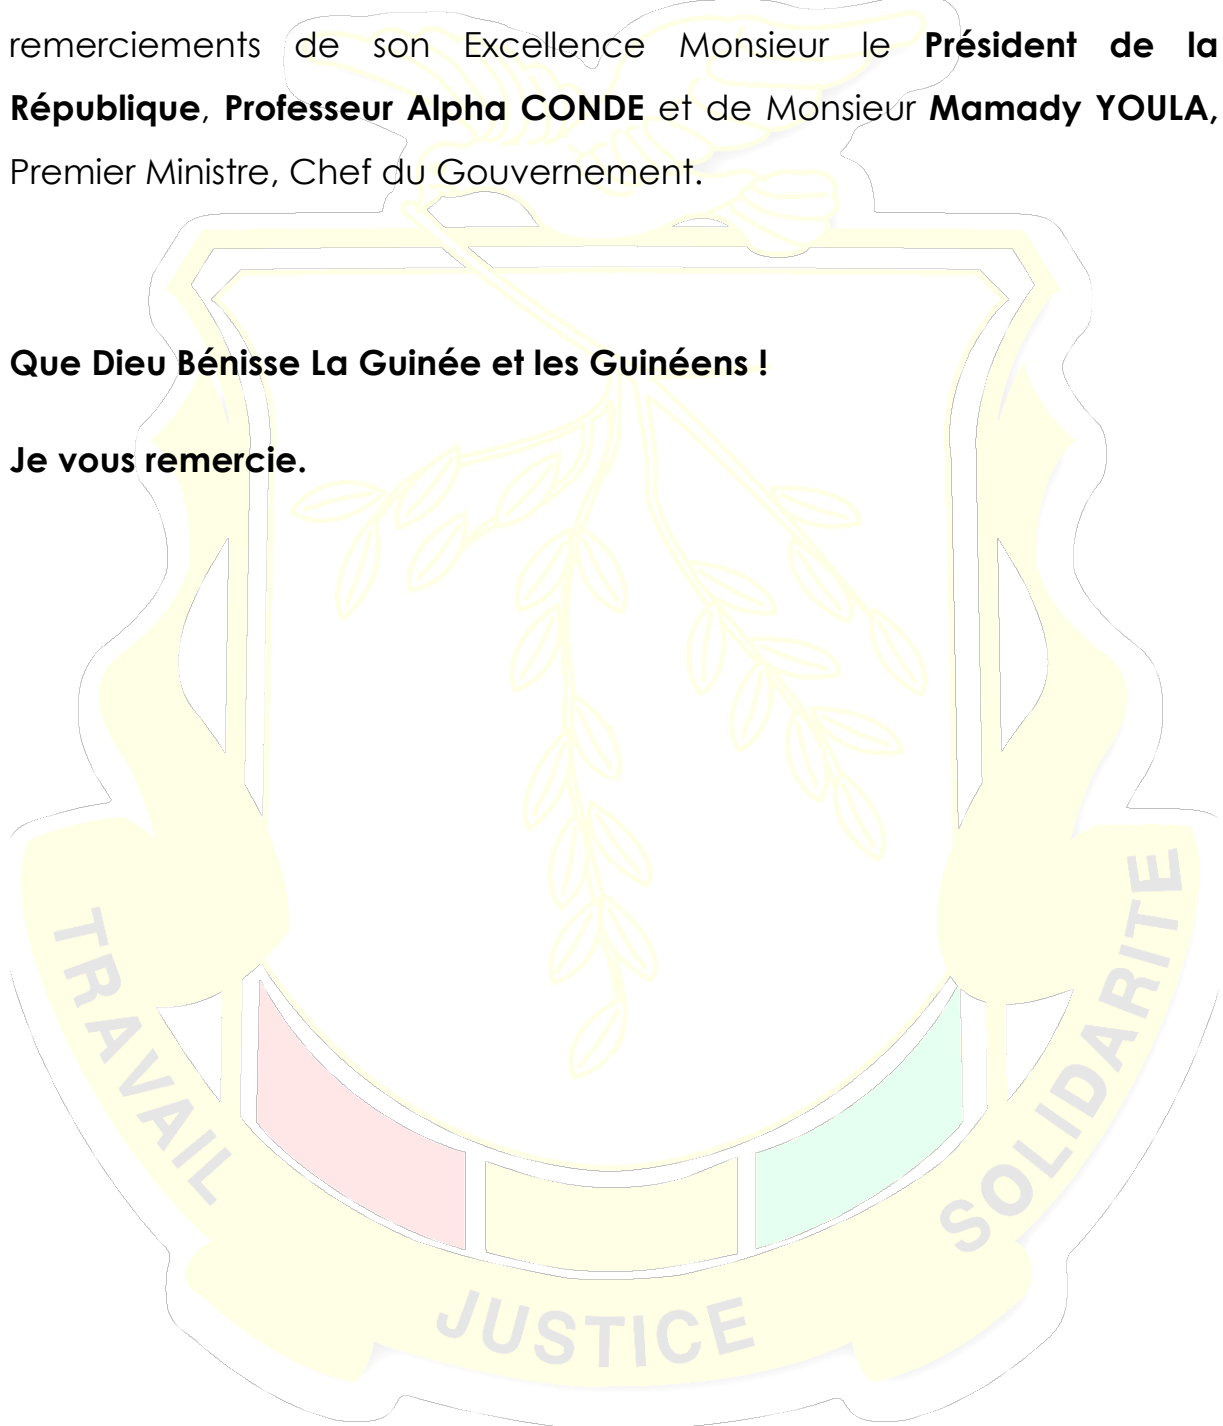 remerciements de son Excellence Monsieur le Président de la
République, Professeur Alpha CONDE et de Monsieur Mamady YOULA,
Premier Ministre, Chef du Gouvernement.
Que Dieu Bénisse La Guinée et les Guinéens !
Je vous remercie.
TRAVAIL
JUSTICE
SOLIDARITE